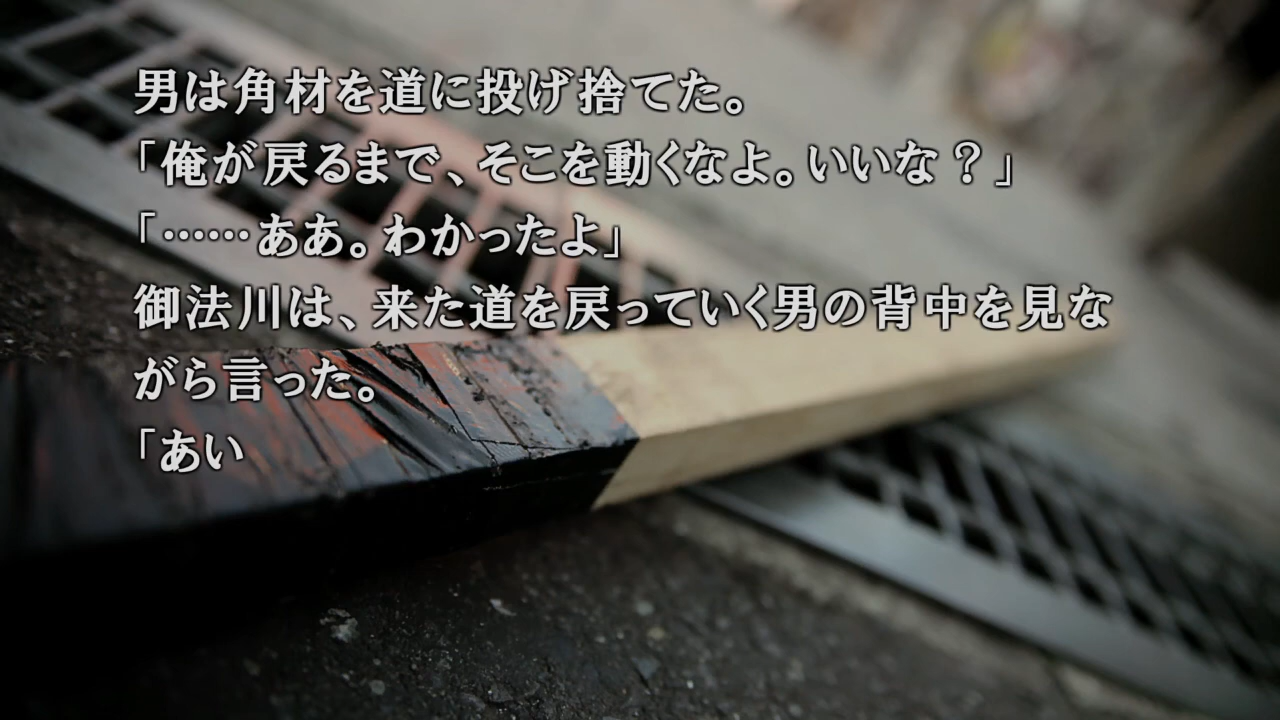 男は角材を道に投げ捨てた。
「俺が戻るまで、そこを動くなよ。いいな？」
「……ああ。わかったよ」
御法川は、来た道を戻っていく男の背中を見な
がら言った。
「あい